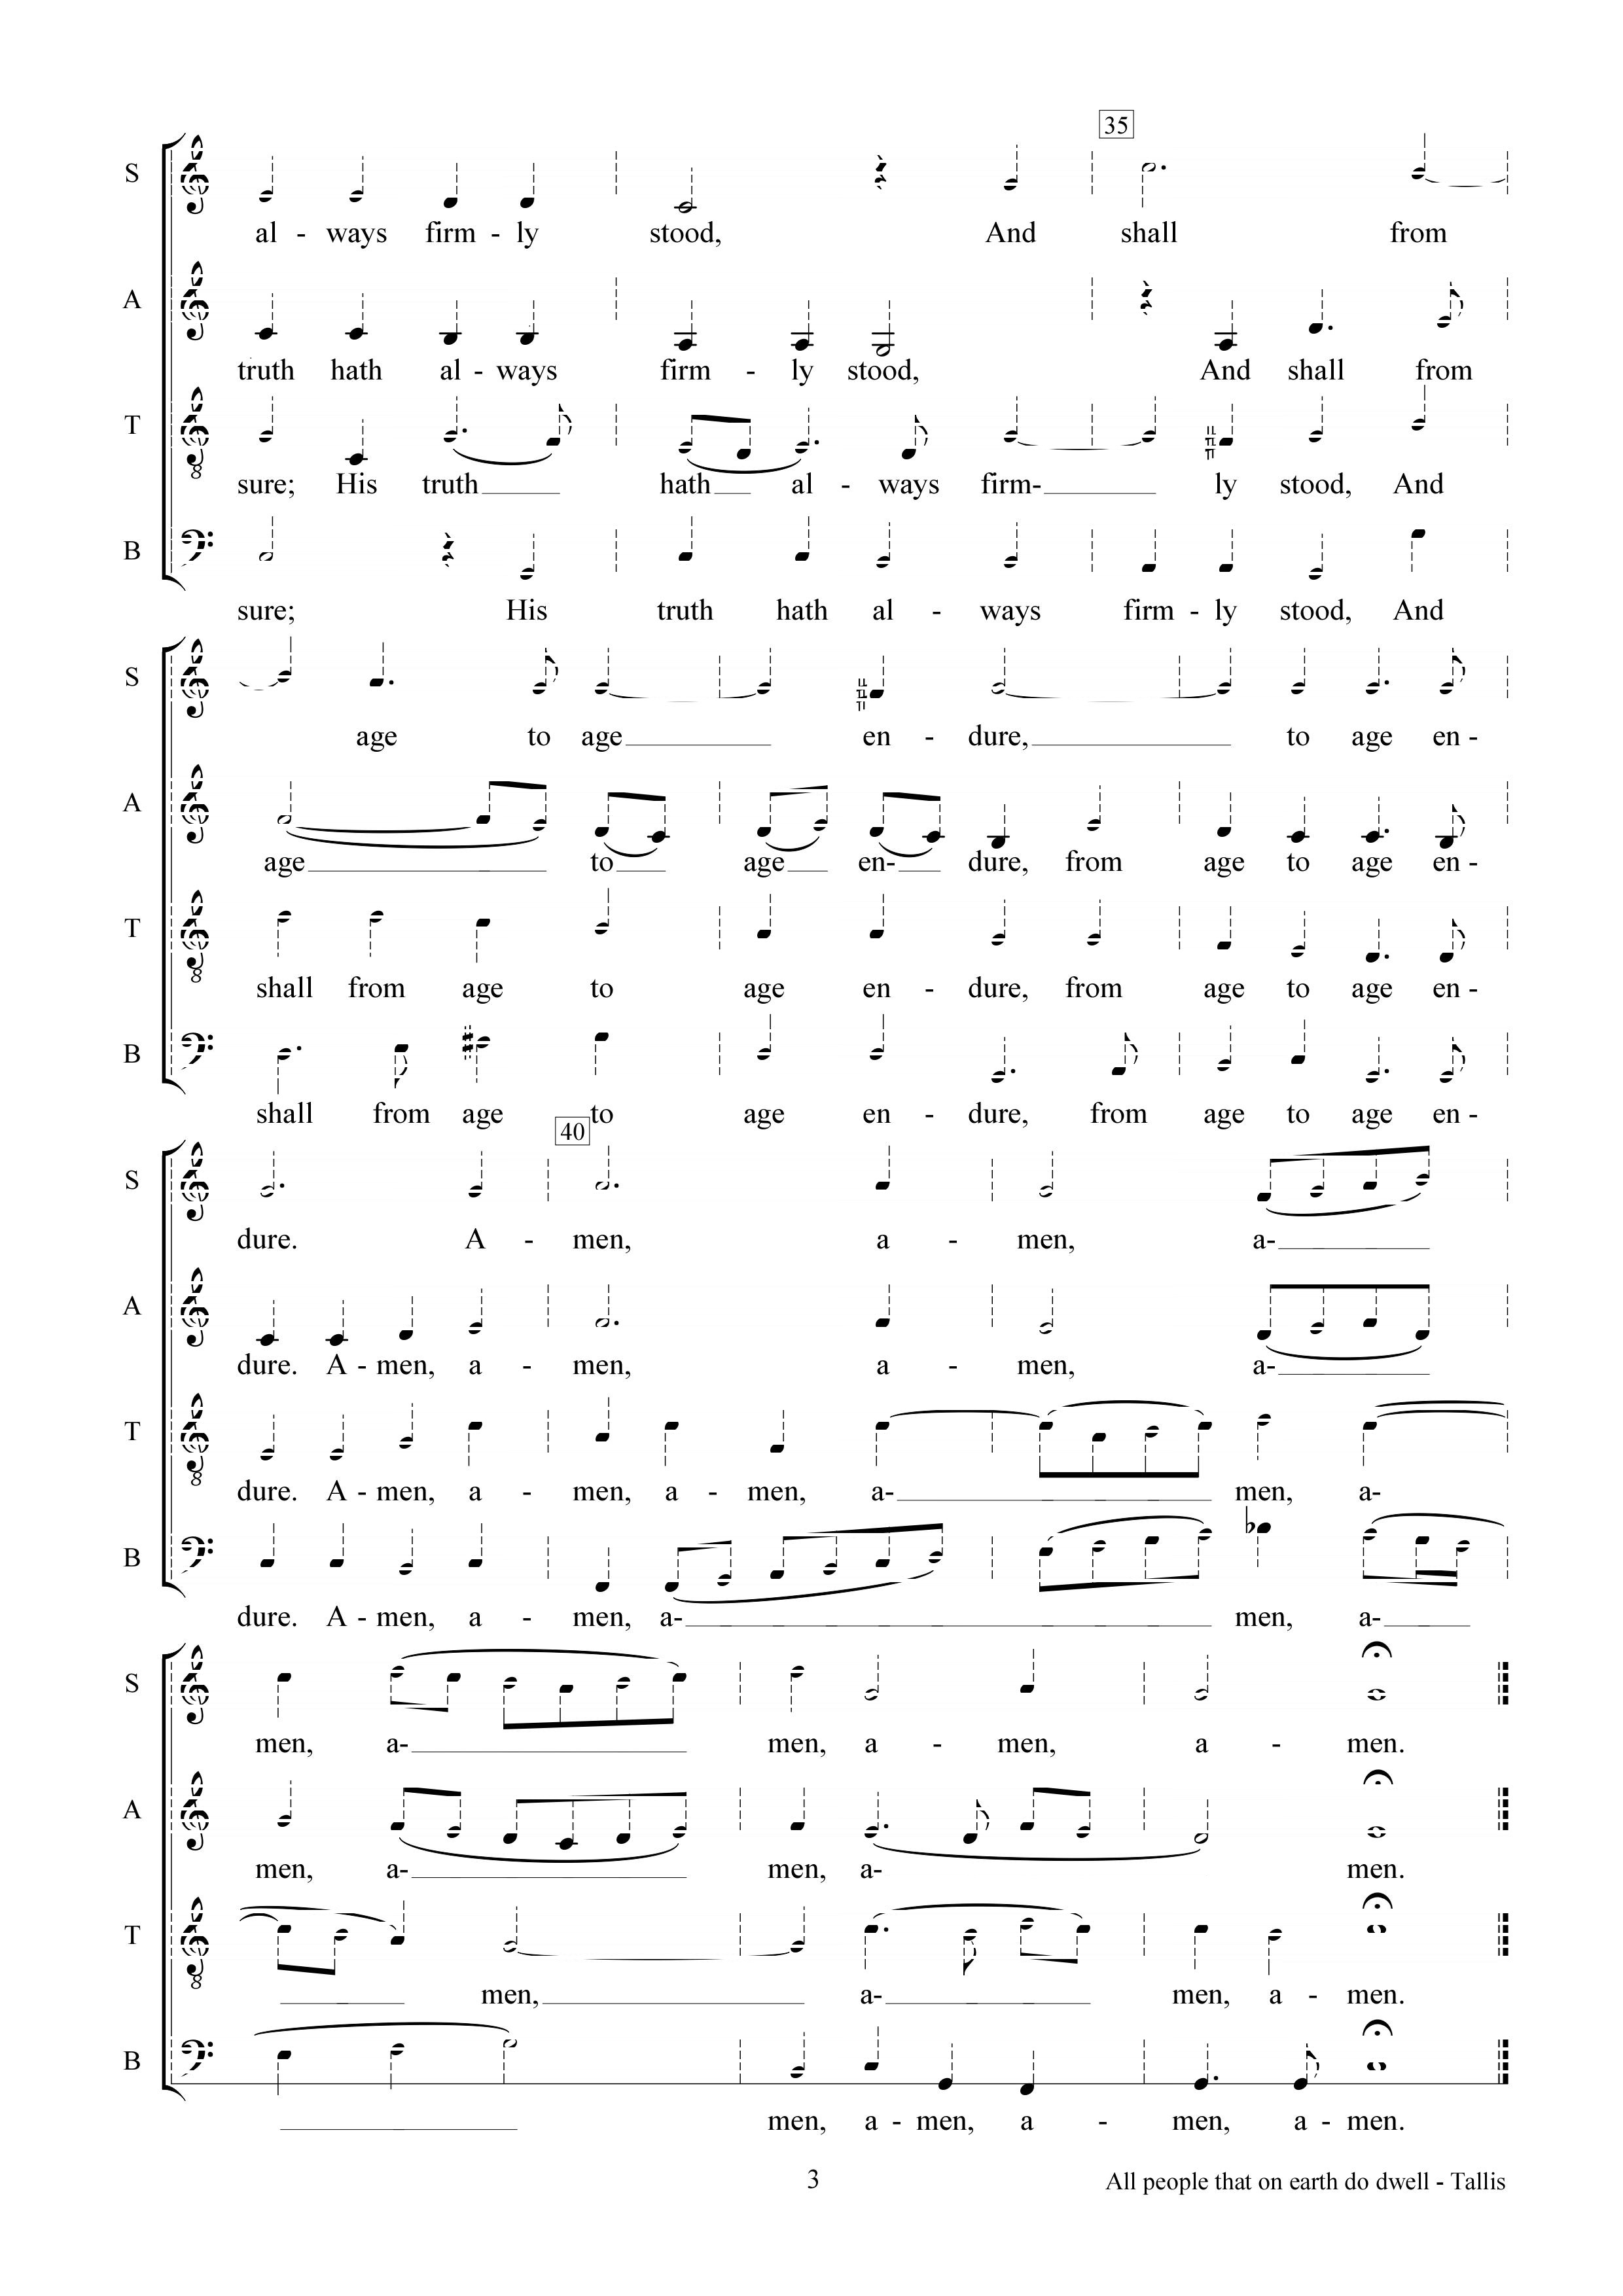 35
S
al - ways firm - ly stood, And shall from
A
truth hath al - ways firm - ly stood, And shall from
T
8
sure; His truth hath al - ways firm- ly stood, And
B
sure; His truth hath al - ways firm - ly stood, And
S
age to age en - dure, to age en -
A
age to age en- dure, from age to age en -
T
8
shall from age to age en - dure, from age to age en -
B
shall from age to age en - dure, from age to age en -
40
S
dure. A - men, a - men, a-
A
dure. A - men, a - men, a - men, a-
T
8
dure. A - men, a - men, a - men, a- men, a-
B
dure. A - men, a - men, a- men, a-
S
men, a- men, a - men, a - men.
A
men, a- men, a- men.
T
8
men, a- men, a - men.
B
men, a - men, a - men, a - men.
3
All people that on earth do dwell - Tallis